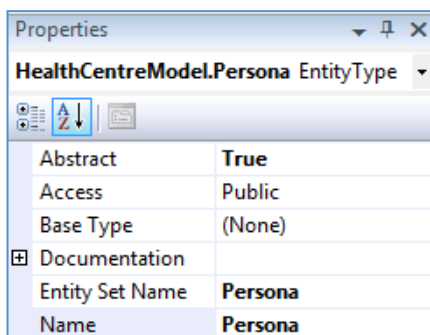 Properties
HealthCentreModel.Persona EntityType
A
Z
Abstract True
Access Public
Base Type (None)
Documentation
Entity Set Name Persona
Name Persona